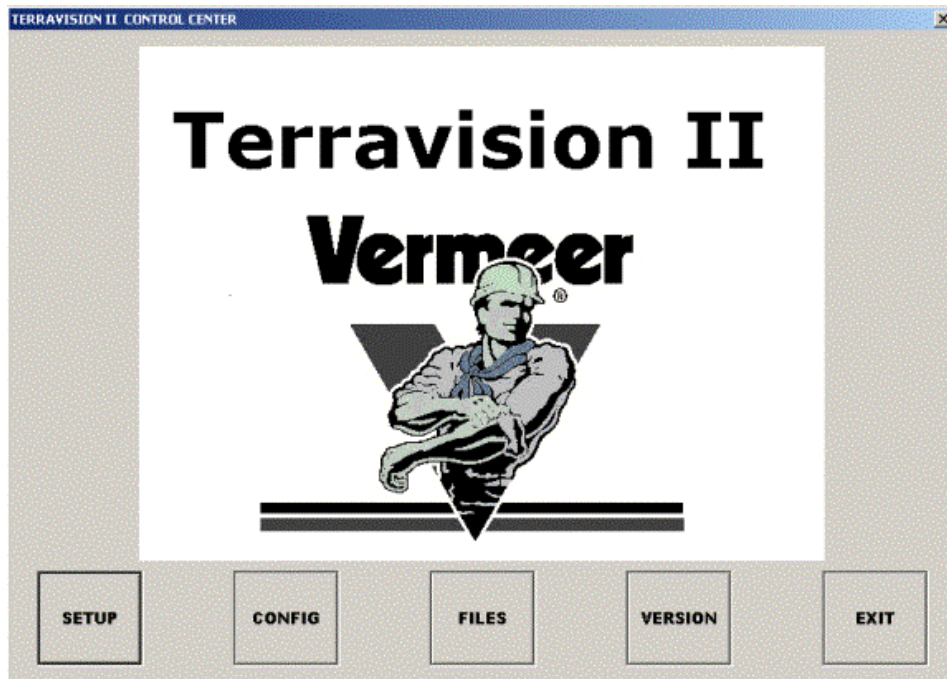 TERRAVISION II CONTROL CENTER
Terravision II
Vermeer
®
SETUP CONFIG FILES VERSION EXIT